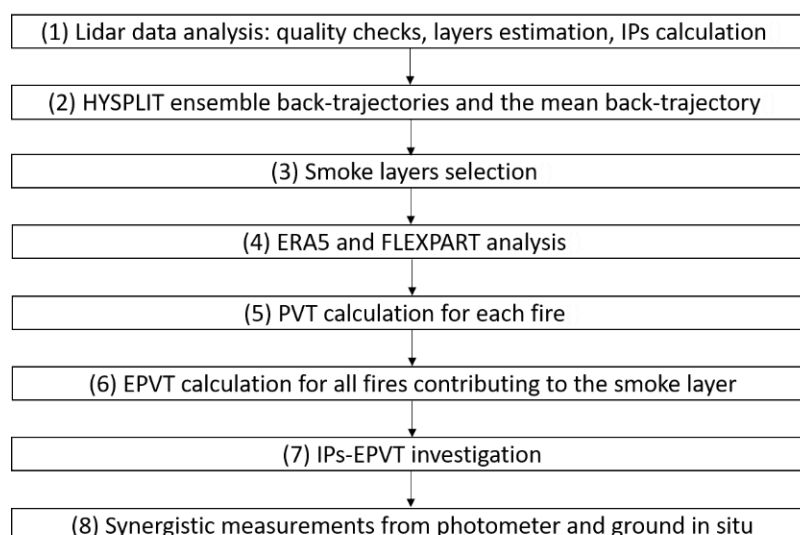 (1) Lidar data analysis: quality checks, layers estimation, IPs calculation
(2) HYSPLIT ensemble back-trajectories and the mean back-trajectory
(3) Smoke layers selection
(4) ERA5 and FLEXPART analysis
(5) PVT calculation for each fire
(6) EPVT calculation for all fires contributing to the smoke layer
(7) IPs-EPVT investigation
(8) Synergistic measurements from photometer and ground in situ